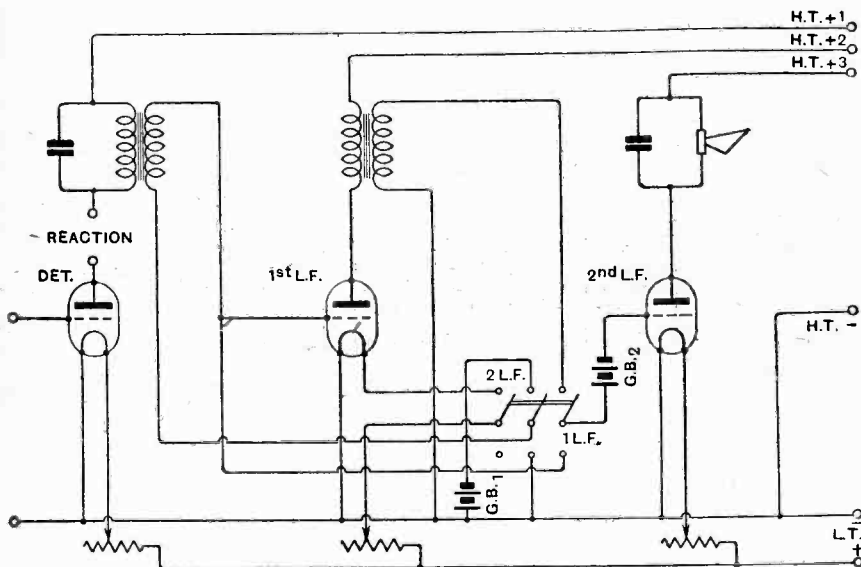 H.T.+1
H.T.+2
H.T.+3
REACTION
DET.
1st L.F.
2nd L.F.
H.T. -
G.B.2
2 L.F.
1 L.F.
G.B.1
-
L.T.
+